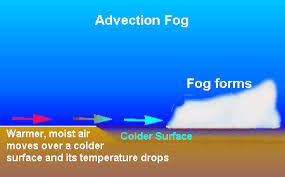 Advection Fog
Fog forms
Warmer, moist air
moves over a colder
surface and its temperature drops
Colder Surface